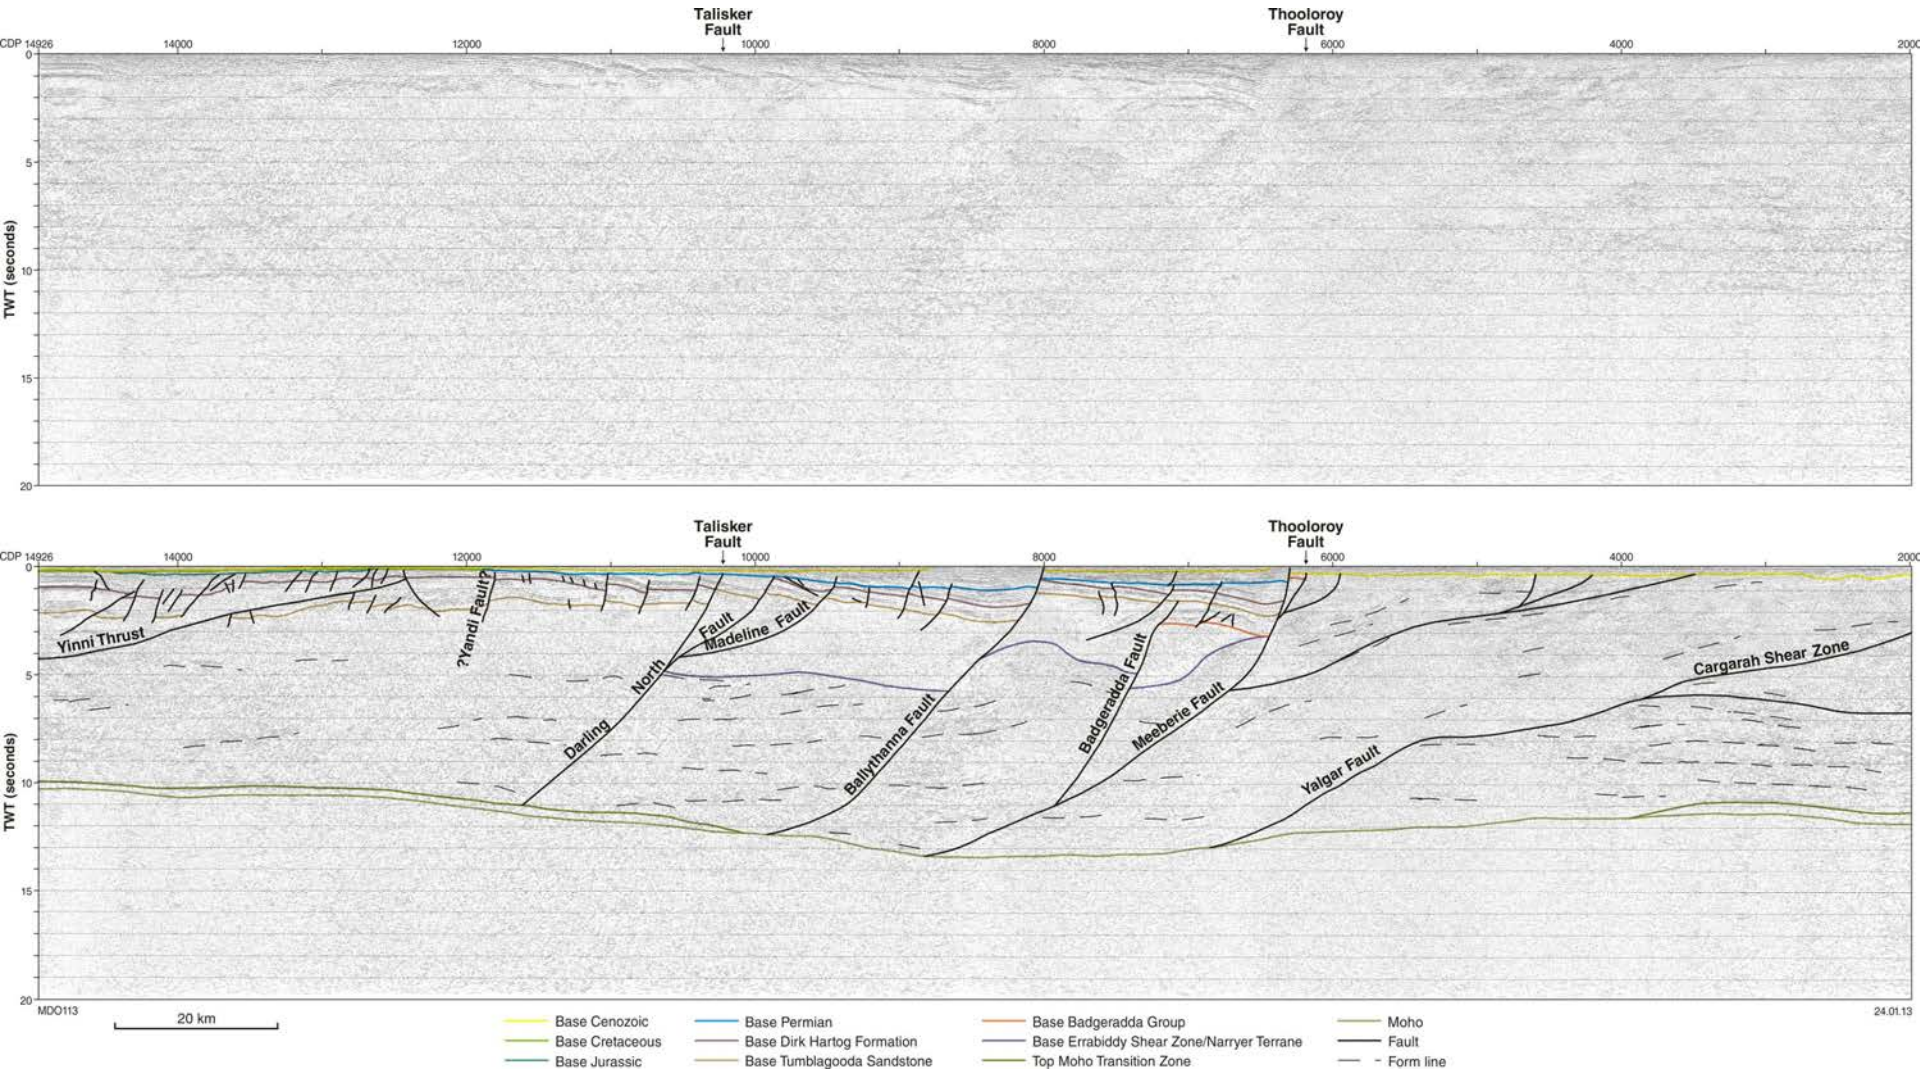 Talisker
Fault
Thooloroy
Fault
CDP 14926
14000
12000
10000
8000
6000
4000
2000
0
5
10
15
20
TWT (seconds)
Talisker
Fault
Thooloroy
Fault
CDP 14926
14000
12000
10000
8000
6000
4000
2000
0
5
10
15
20
TWT (seconds)
Yinni Thrust
?Yandi Fault?
Darling North Fault
Madeline Fault
Ballythanna Fault
Badgeradda Fault
Meeberie Fault
Yalgar Fault
Cargarah Shear Zone
MDO113
24.01.13
20 km
Base Cenozoic
Base Cretaceous
Base Jurassic
Base Permian
Base Dirk Hartog Formation
Base Tumblagooda Sandstone
Base Badgeradda Group
Base Errabiddy Shear Zone/Narryer Terrane
Top Moho Transition Zone
Moho
Fault
Form line